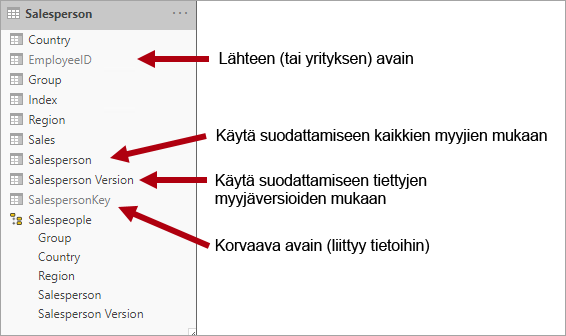 Salesperson
Country
EmployeeID
Lähteen (tai yrityksen) avain
Group
Index
Region
Sales
Käytä suodattamiseen kaikkien myyjien mukaan
Salesperson
Salesperson Version
Käytä suodattamiseen tiettyjen
myyjäversioiden mukaan
SalespersonKey
Salespeople
Group
Korvaava avain (liittyy tietoihin)
Country
Region
Salesperson
Salesperson Version